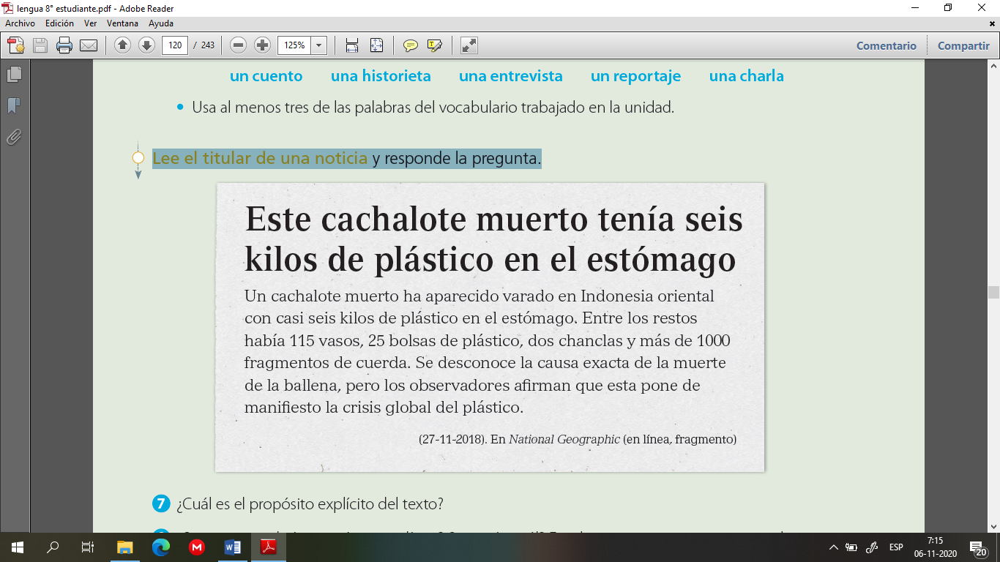 lengua 8° estudiante.pdf - Adobe Reader
Archivo Edición Ver Ventana Ayuda
120 / 243 125% Comentario Compartir
un cuento una historieta una entrevista un reportaje una charla
• Usa al menos tres de las palabras del vocabulario trabajado en la unidad.
Lee el titular de una noticia y responde la pregunta.
Este cachalote muerto tenía seis
kilos de plástico en el estómago
Un cachalote muerto ha aparecido varado en Indonesia oriental
con casi seis kilos de plástico en el estómago. Entre los restos
había 115 vasos, 25 bolsas de plástico, dos chanclas y más de 1000
fragmentos de cuerda. Se desconoce la causa exacta de la muerte
de la ballena, pero los observadores afirman que esta pone de
manifiesto la crisis global del plástico.
(27-11-2018). En National Geographic (en línea, fragmento)
7 ¿Cuál es el propósito explícito del texto?
ESP 7:15
06-11-2020 20